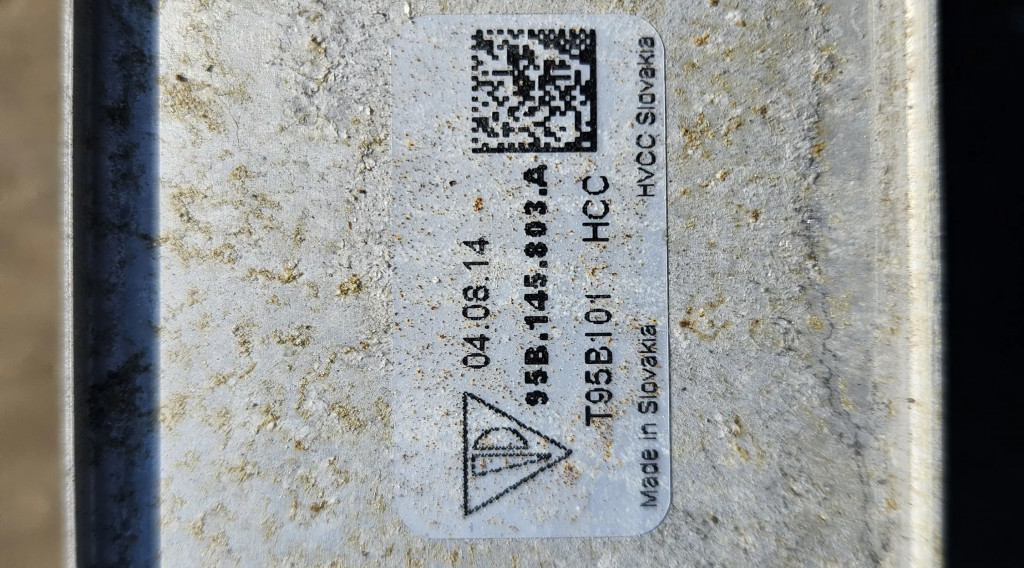 04.08.14
95B.145.803.A
T95B101 HCC
Made in Slovakia HVCC Slovakia